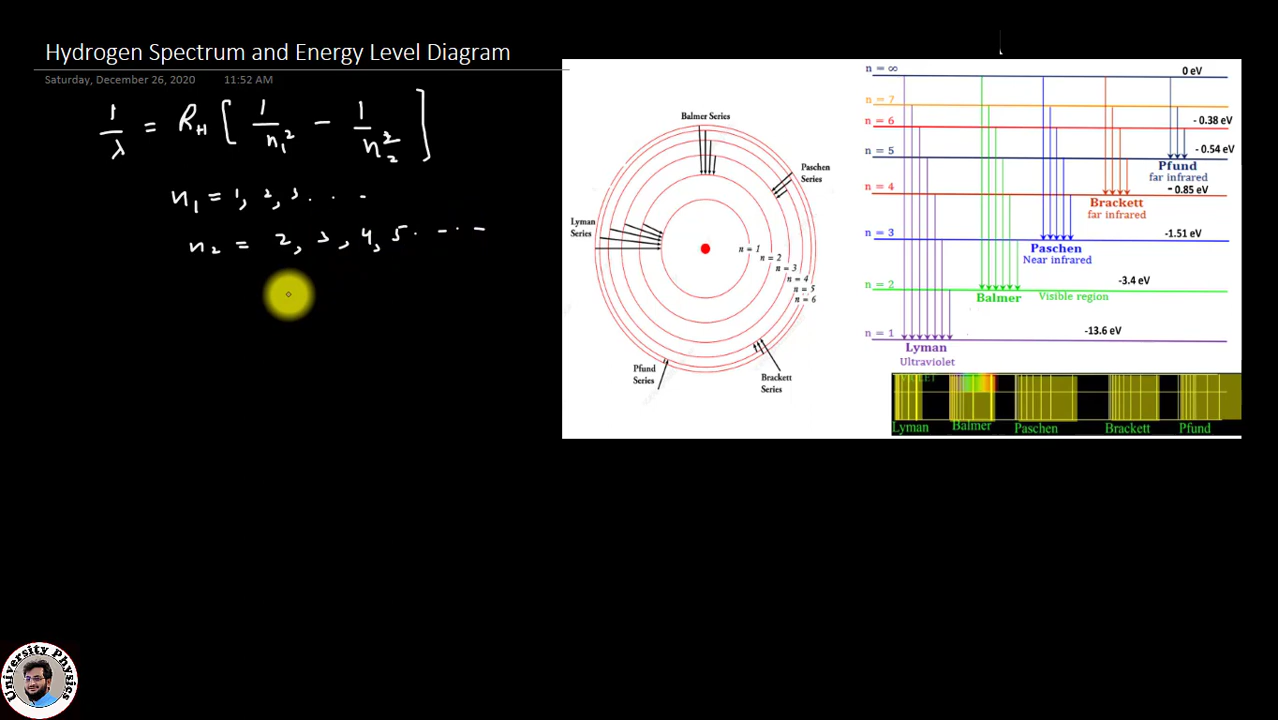 Hydrogen Spectrum and Energy Level Diagram
Saturday, December 26, 2020 11:52 AM
1/λ = R_H [ 1/n₁² − 1/n₂² ]
n₁ = 1, 2, 3 . . . .
n₂ = 2, 3, 4, 5 . - . . -
Balmer Series
Paschen
Series
Lyman
Series
n = 1
n = 2
n = 3
n = 4
n = 5
n = 6
Pfund
Series
Brackett
Series
n = ∞ 0 eV
n = 7
n = 6 - 0.38 eV
n = 5 - 0.54 eV
Pfund
far infrared
n = 4 - 0.85 eV
Brackett
far infrared
n = 3 -1.51 eV
Paschen
Near infrared
n = 2 -3.4 eV
Balmer Visible region
n = 1 -13.6 eV
Lyman
Ultraviolet
Lyman Balmer Paschen Brackett Pfund
University Physics